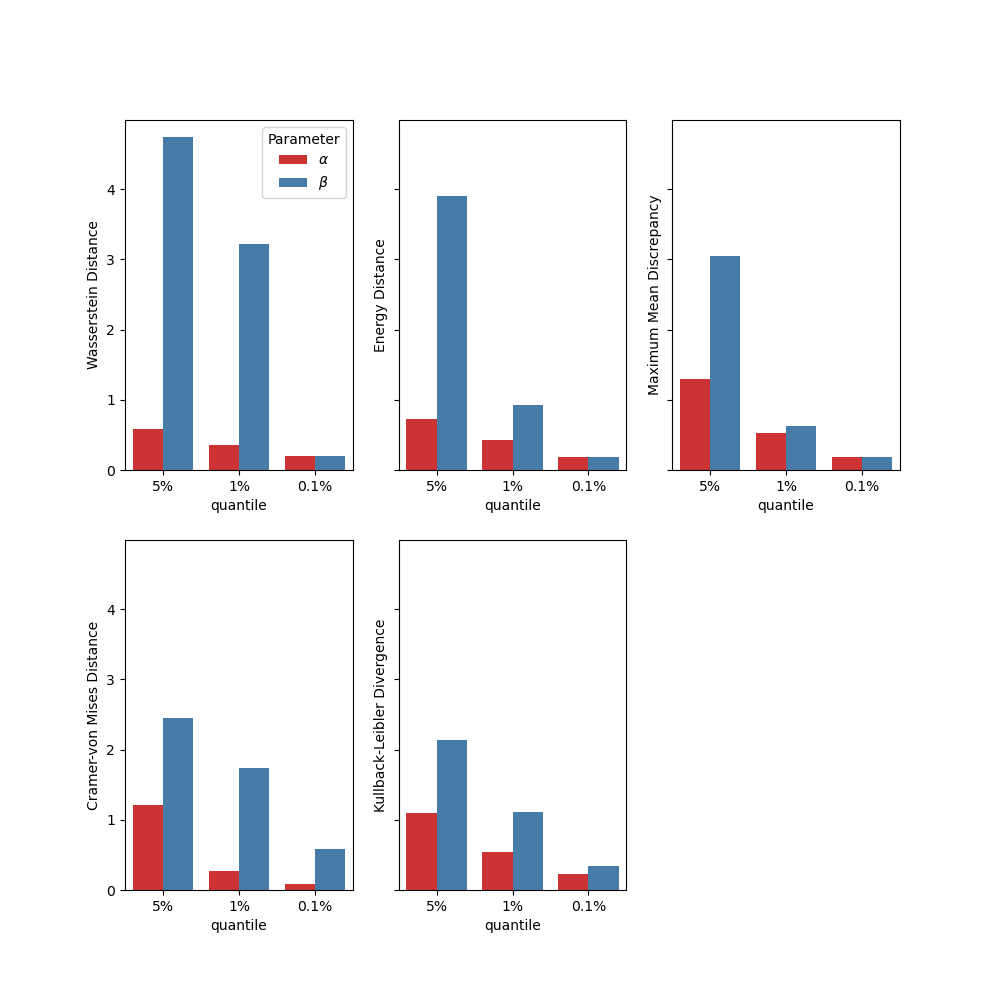 Wasserstein Distance
4
3
2
1
0
Parameter
α
β
5% 1% 0.1%
quantile
Energy Distance
5% 1% 0.1%
quantile
Maximum Mean Discrepancy
5% 1% 0.1%
quantile
Cramer-von Mises Distance
4
3
2
1
0
5% 1% 0.1%
quantile
Kullback-Leibler Divergence
5% 1% 0.1%
quantile